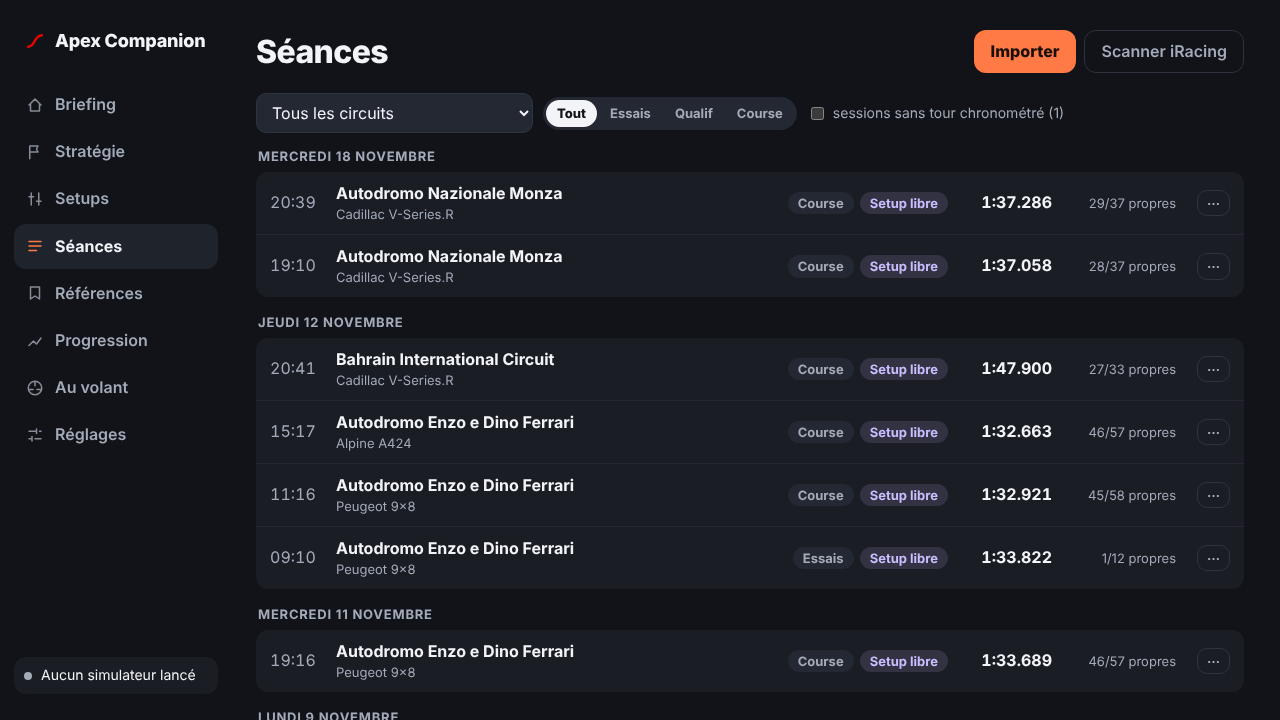 Apex Companion
Briefing
Stratégie
Setups
Séances
Références
Progression
Au volant
Réglages
Aucun simulateur lancé
Séances
Importer
Scanner iRacing
Tous les circuits
Tout Essais Qualif Course
sessions sans tour chronométré (1)
MERCREDI 18 NOVEMBRE
20:39 Autodromo Nazionale Monza Course Setup libre 1:37.286 29/37 propres ...
Cadillac V-Series.R
19:10 Autodromo Nazionale Monza Course Setup libre 1:37.058 28/37 propres ...
Cadillac V-Series.R
JEUDI 12 NOVEMBRE
20:41 Bahrain International Circuit Course Setup libre 1:47.900 27/33 propres ...
Cadillac V-Series.R
15:17 Autodromo Enzo e Dino Ferrari Course Setup libre 1:32.663 46/57 propres ...
Alpine A424
11:16 Autodromo Enzo e Dino Ferrari Course Setup libre 1:32.921 45/58 propres ...
Peugeot 9×8
09:10 Autodromo Enzo e Dino Ferrari Essais Setup libre 1:33.822 1/12 propres ...
Peugeot 9×8
MERCREDI 11 NOVEMBRE
19:16 Autodromo Enzo e Dino Ferrari Course Setup libre 1:33.689 46/57 propres ...
Peugeot 9×8
LUNDI 9 NOVEMBRE